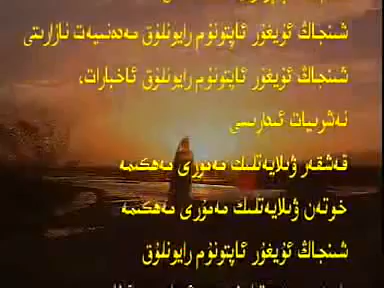 شىنجاڭ ئۇيغۇر ئاپتونوم رايونلۇق مەدەنىيەت نازارىتى
شىنجاڭ ئۇيغۇر ئاپتونوم رايونلۇق ئاخبارات،
نەشرىيات ئىدارىسى
قەشقەر ۋىلايەتلىك مەمۇرى مەھكىمە
خوتەن ۋىلايەتلىك مەمۇرى مەھكىمە
شىنجاڭ ئۇيغۇر ئاپتونوم رايونلۇق